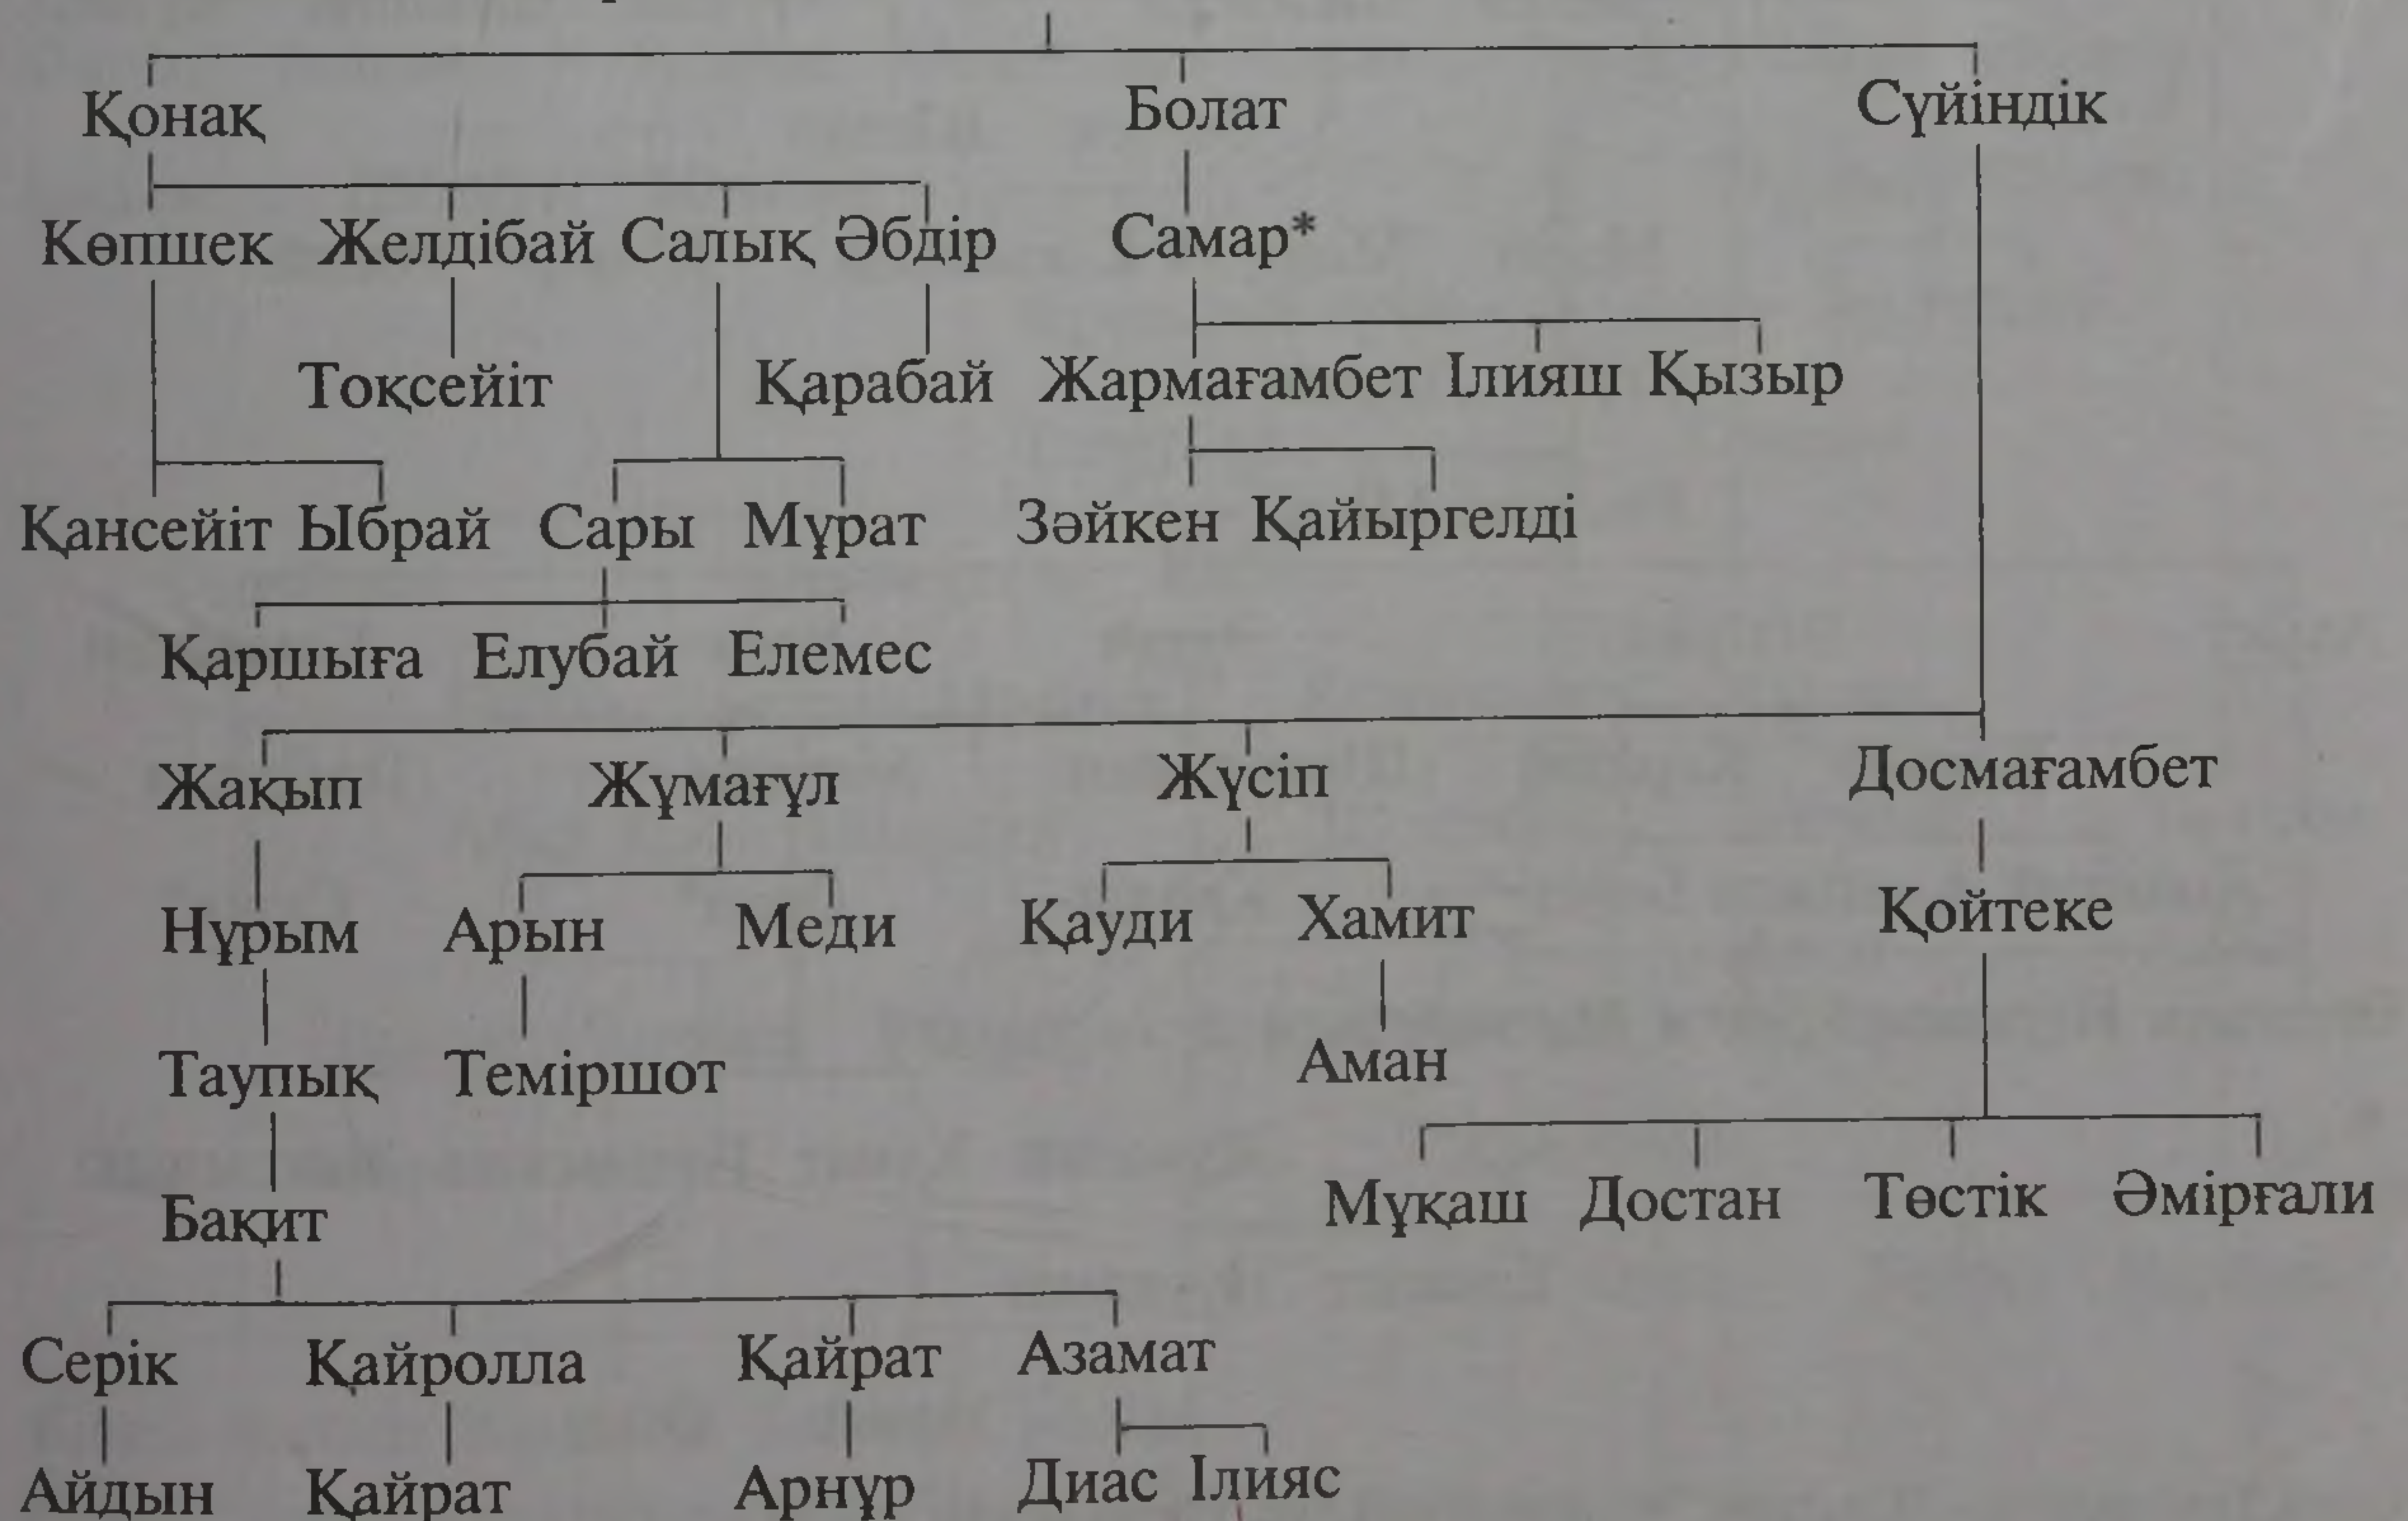 Қонақ Болат Сүйіндік
Көпшек Желдібай Салық Әбдір Самар*
Тоқсейіт Қарабай Жармағамбет Ілияш Қызыр
Қансейіт Ыбрай Сары Мұрат Зәйкен Қайыргелді
Қаршыға Елубай Елемес
Жақып Жұмағұл Жүсіп Досмағамбет
Нұрым Арын Меди Қауди Хамит Қойтеке
Таупық Теміршот Аман
Бақит Мұқаш Достан Төстік Әмірғали
Серік Қайролла Қайрат Азамат
Айдын Қайрат Арнұр Диас Ілияс